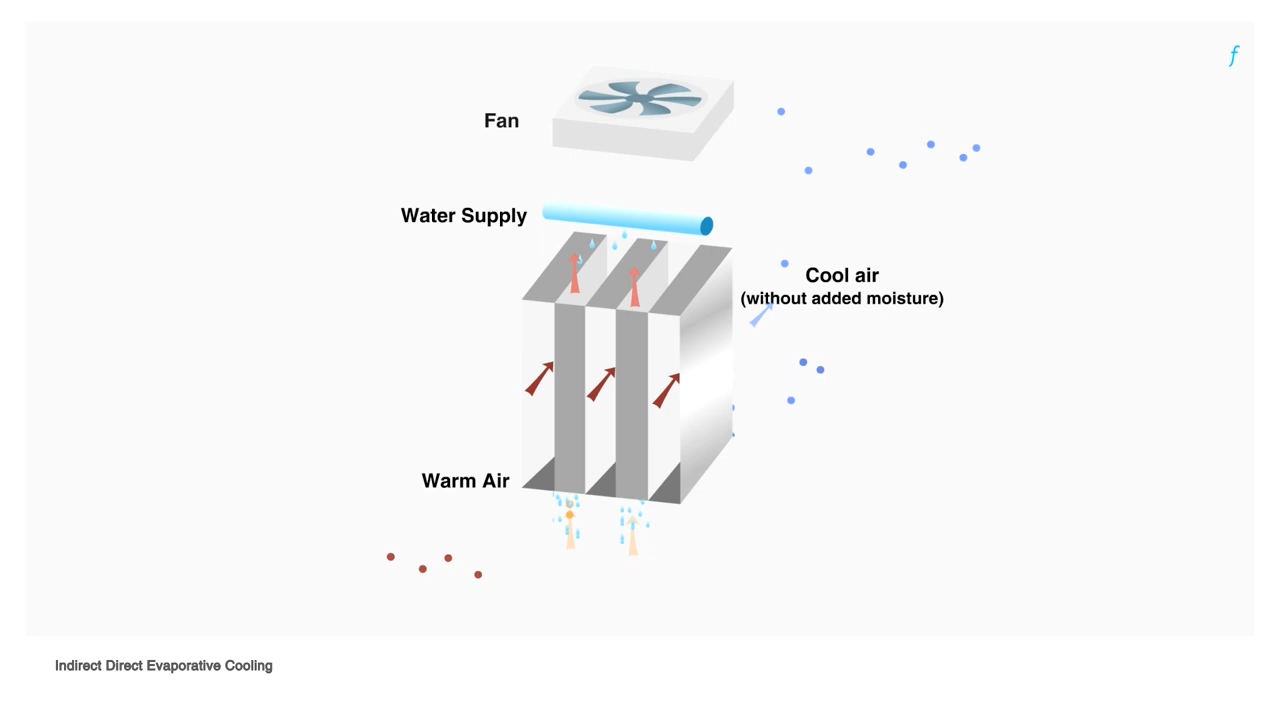 f
Fan
Water Supply
Cool air
(without added moisture)
Warm Air
Indirect Direct Evaporative Cooling